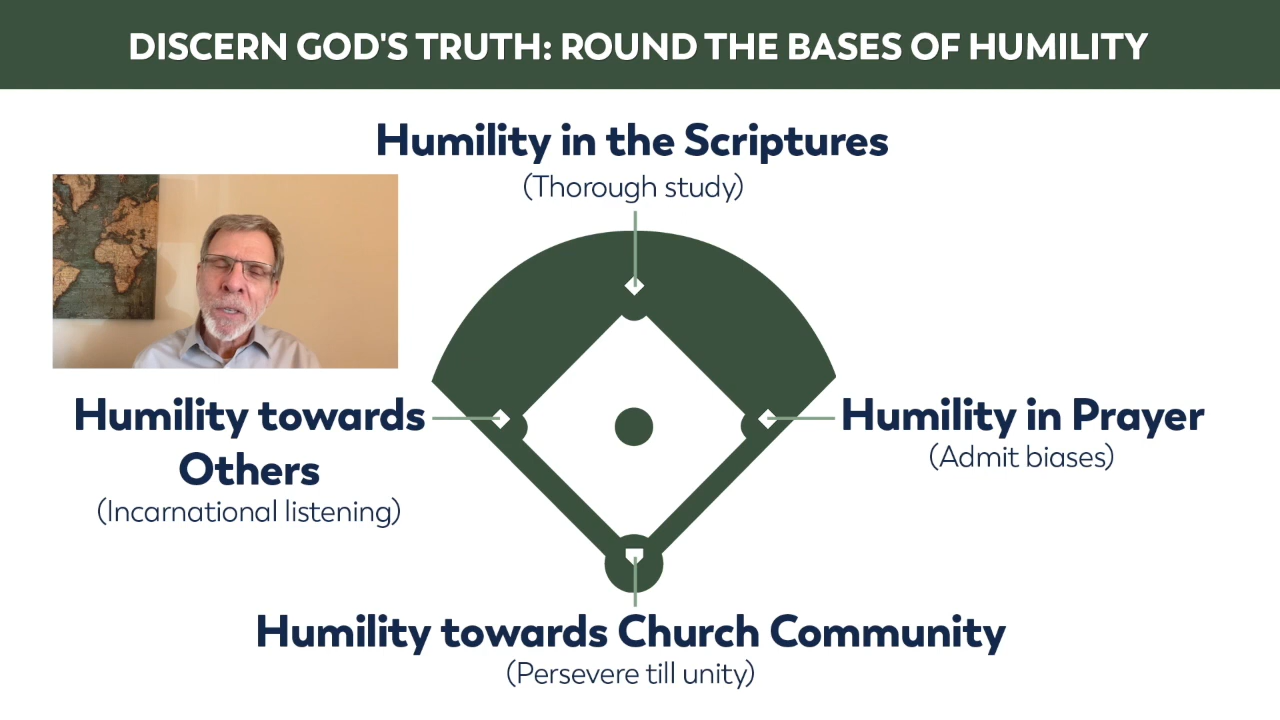 DISCERN GOD'S TRUTH: ROUND THE BASES OF HUMILITY
Humility in the Scriptures
(Thorough study)
Humility towards
Others
(Incarnational listening)
Humility in Prayer
(Admit biases)
Humility towards Church Community
(Persevere till unity)